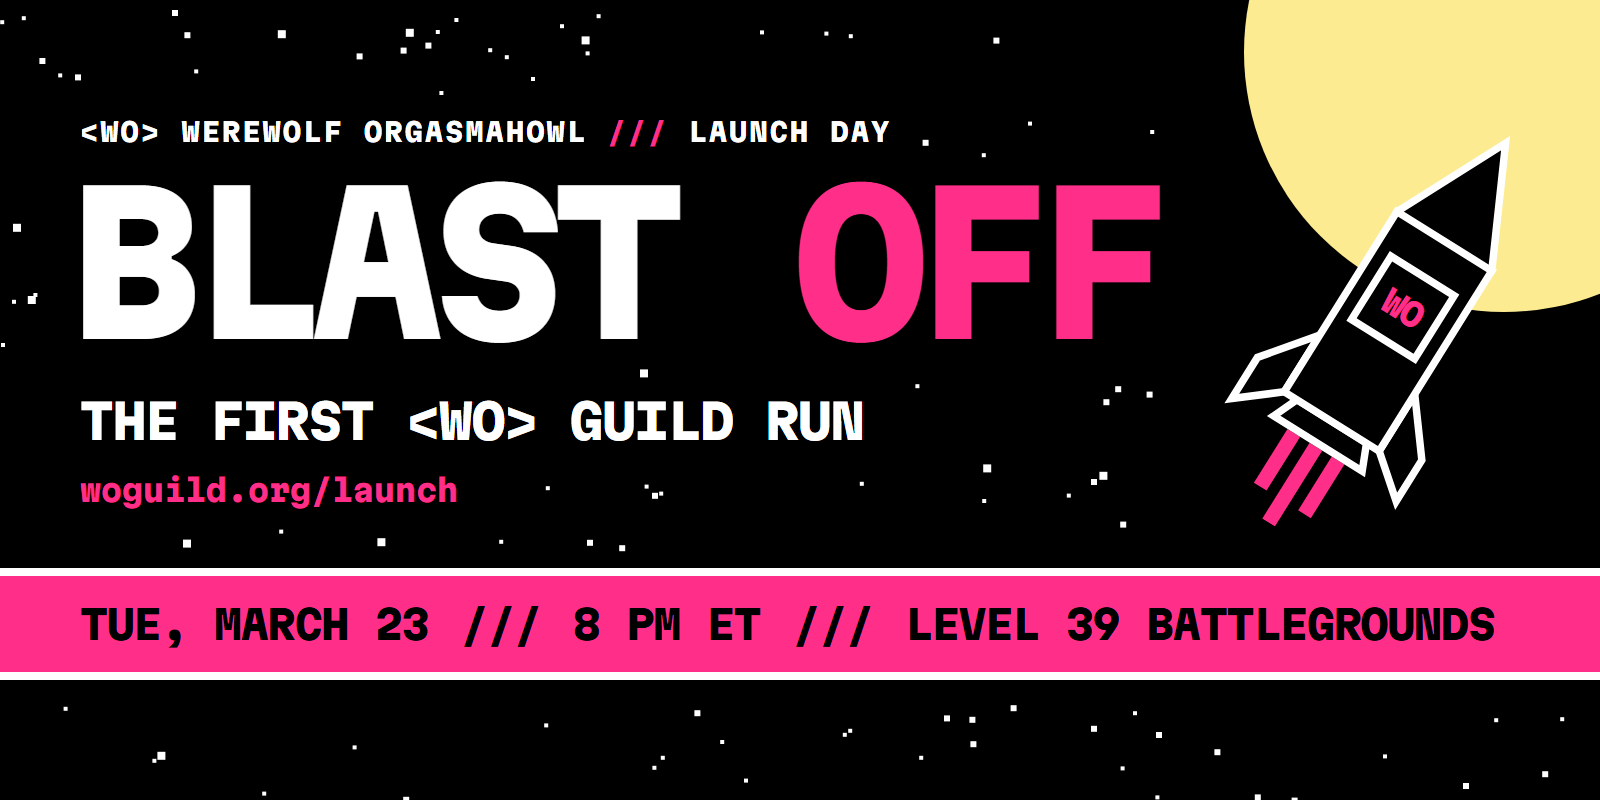 <WO> WEREWOLF ORGASMAHOWL /// LAUNCH DAY
BLAST OFF
WO
THE FIRST <WO> GUILD RUN
woguild.org/launch
TUE, MARCH 23 /// 8 PM ET /// LEVEL 39 BATTLEGROUNDS